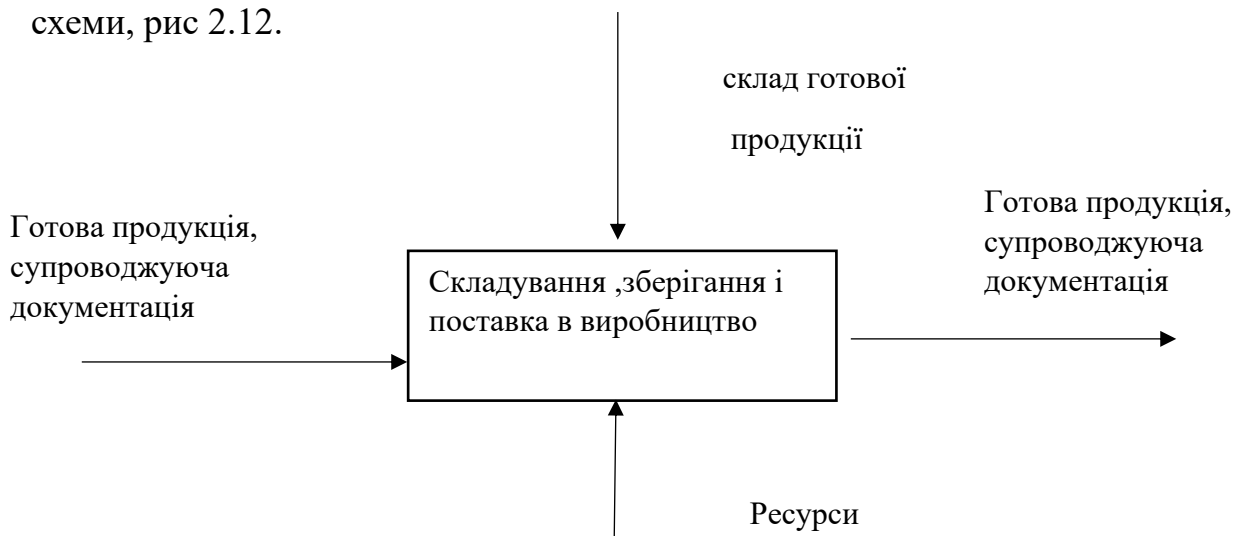 схеми, рис 2.12.
склад готової
продукції
Готова продукція,
супроводжуюча
документація
Складування ,зберігання і
поставка в виробництво
Готова продукція,
супроводжуюча
документація
Ресурси